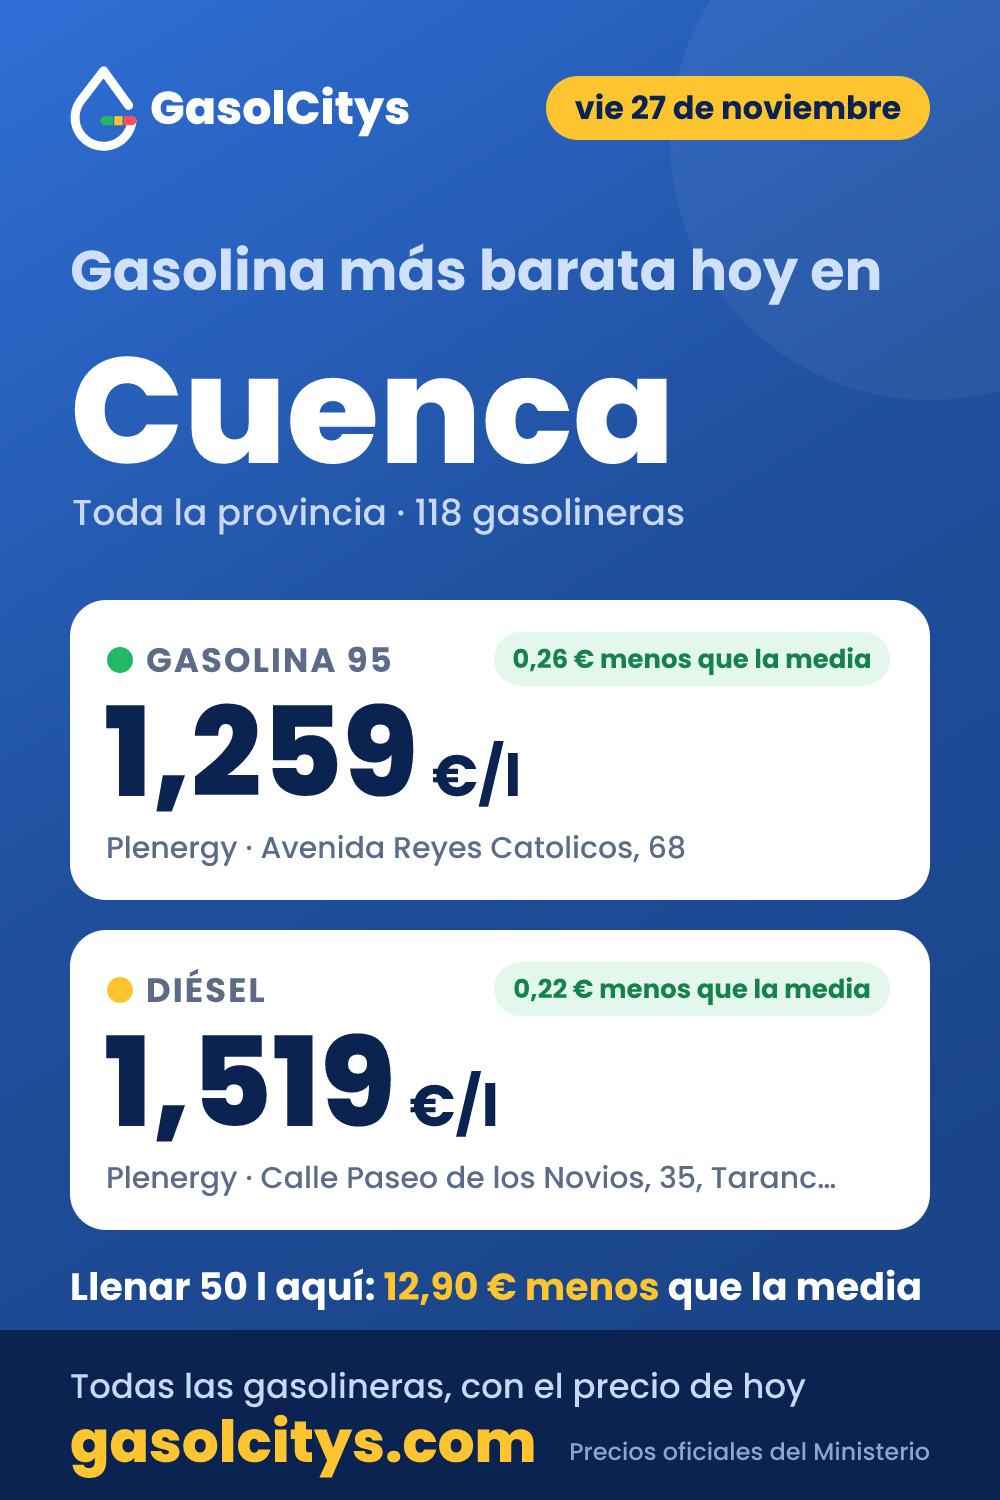 GasolCitys
vie 27 de noviembre
Gasolina más barata hoy en
Cuenca
Toda la provincia · 118 gasolineras
GASOLINA 95
0,26 € menos que la media
1,259 €/l
Plenergy · Avenida Reyes Catolicos, 68
DIÉSEL
0,22 € menos que la media
1,519 €/l
Plenergy · Calle Paseo de los Novios, 35, Taranc...
Llenar 50 l aquí: 12,90 € menos que la media
Todas las gasolineras, con el precio de hoy
gasolcitys.com
Precios oficiales del Ministerio